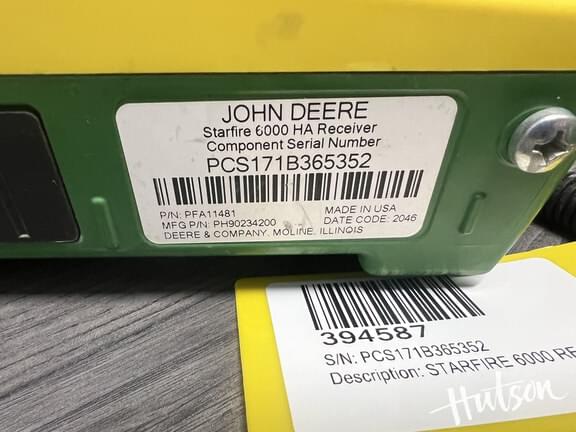 JOHN DEERE
Starfire 6000 HA Receiver
Component Serial Number
PCS171B365352
P/N: PFA11481
MADE IN USA
MFG P/N: PH90234200
DATE CODE: 2046
DEERE & COMPANY, MOLINE, ILLINOIS
394587
S/N: PCS171B365352
Description: STARFIRE 6000 RE
Hutson